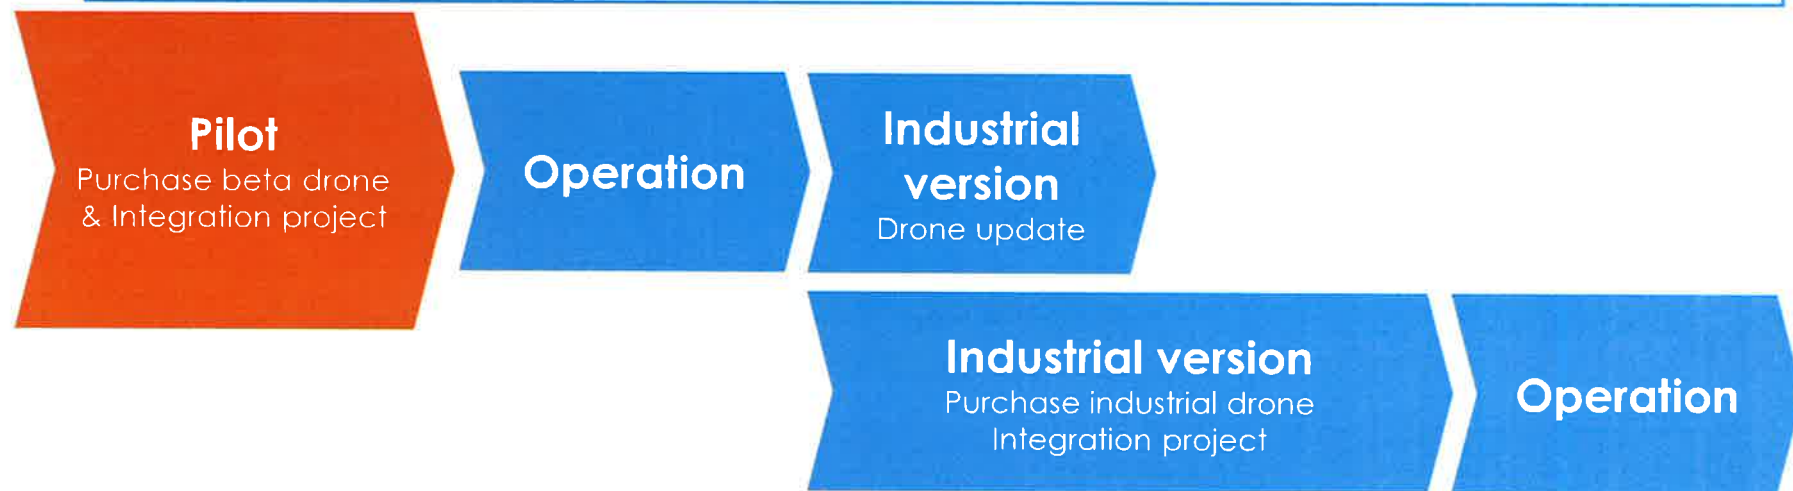 Pilot
Purchase beta drone
& Integration project
Operation
Industrial
version
Drone update
Industrial version
Purchase industrial drone
Integration project
Operation